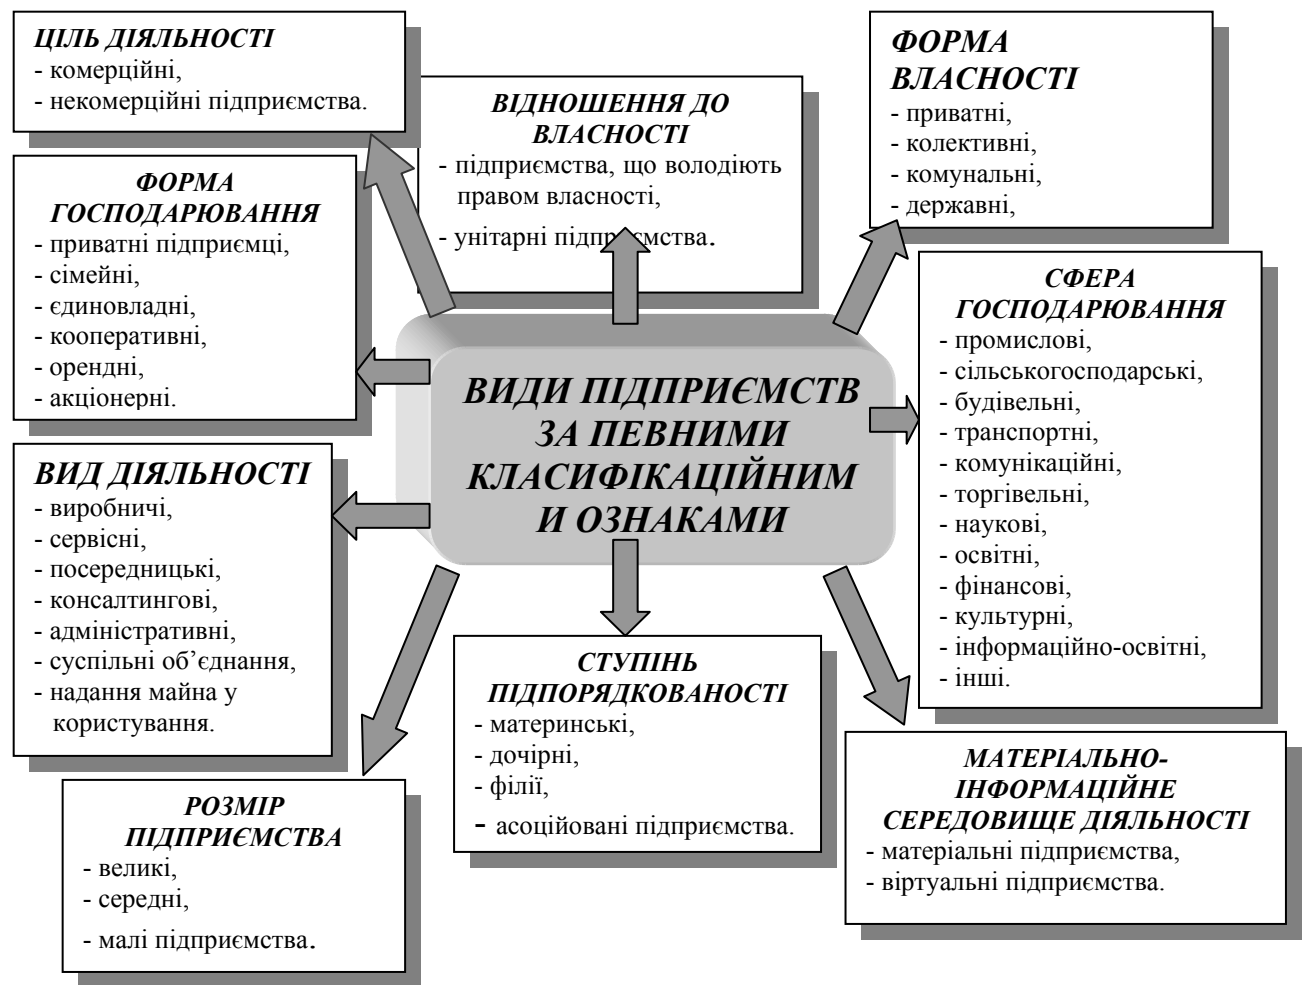 ЦІЛЬ ДІЯЛЬНОСТІ
- комерційні,
- некомерційні підприємства.
ВІДНОШЕННЯ ДО
ВЛАСНОСТІ
- підприємства, що володіють
правом власності,
- унітарні підприємства.
ФОРМА
ВЛАСНОСТІ
- приватні,
- колективні,
- комунальні,
- державні,
ФОРМА
ГОСПОДАРЮВАННЯ
- приватні підприємці,
- сімейні,
- єдиновладні,
- кооперативні,
- орендні,
- акціонерні.
СФЕРА
ГОСПОДАРЮВАННЯ
- промислові,
- сільськогосподарські,
- будівельні,
- транспортні,
- комунікаційні,
- торгівельні,
- наукові,
- освітні,
- фінансові,
- культурні,
- інформаційно-освітні,
- інші.
ВИДИ ПІДПРИЄМСТВ
ЗА ПЕВНИМИ
КЛАСИФІКАЦІЙНИМ
И ОЗНАКАМИ
ВИД ДІЯЛЬНОСТІ
- виробничі,
- сервісні,
- посередницькі,
- консалтингові,
- адміністративні,
- суспільні об’єднання,
- надання майна у
користування.
СТУПІНЬ
ПІДПОРЯДКОВАНОСТІ
- материнські,
- дочірні,
- філії,
- асоційовані підприємства.
МАТЕРІАЛЬНО-
ІНФОРМАЦІЙНЕ
СЕРЕДОВИЩЕ ДІЯЛЬНОСТІ
- матеріальні підприємства,
- віртуальні підприємства.
РОЗМІР
ПІДПРИЄМСТВА
- великі,
- середні,
- малі підприємства.